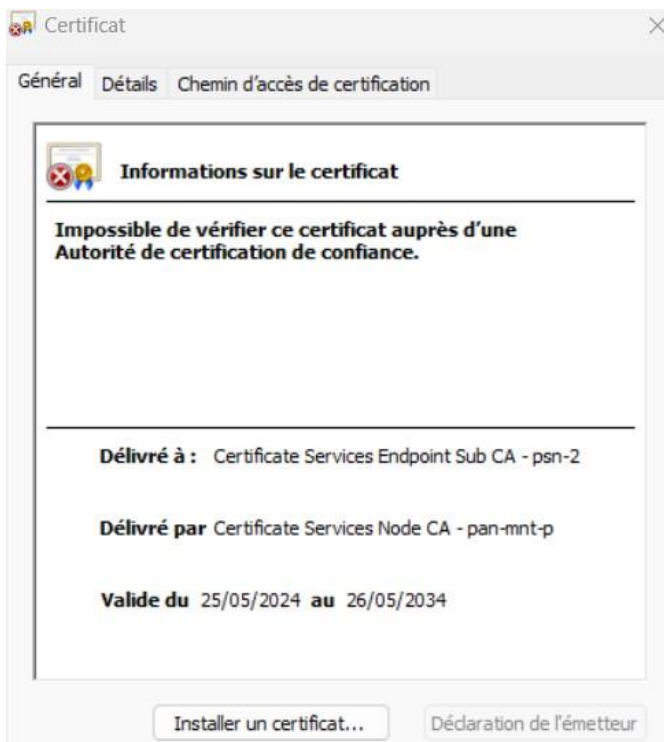 Certificat
Général Détails Chemin d'accès de certification
Informations sur le certificat
Impossible de vérifier ce certificat auprès d'une
Autorité de certification de confiance.
Délivré à : Certificate Services Endpoint Sub CA - psn-2
Délivré par Certificate Services Node CA - pan-mnt-p
Valide du 25/05/2024 au 26/05/2034
Installer un certificat... Déclaration de l'émetteur